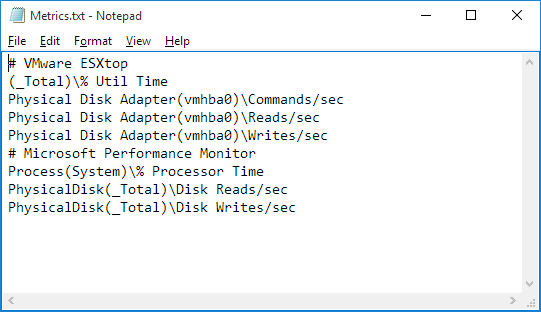 Metrics.txt - Notepad
File Edit Format View Help
# VMware ESXtop
(_Total)\% Util Time
Physical Disk Adapter(vmhba0)\Commands/sec
Physical Disk Adapter(vmhba0)\Reads/sec
Physical Disk Adapter(vmhba0)\Writes/sec
# Microsoft Performance Monitor
Process(System)\% Processor Time
PhysicalDisk(_Total)\Disk Reads/sec
PhysicalDisk(_Total)\Disk Writes/sec